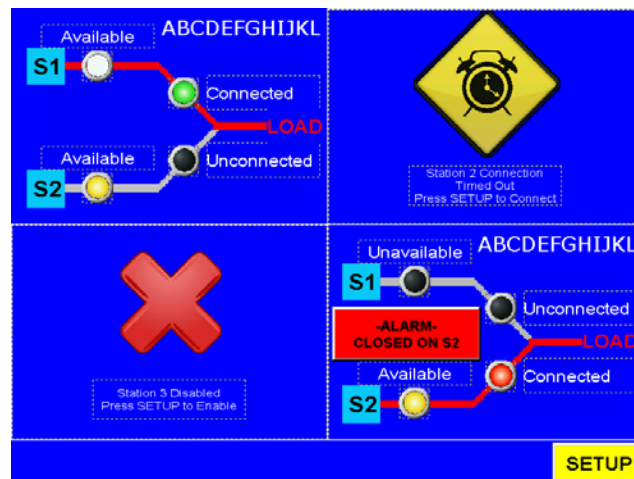 Available
ABCDEFGHIJKL
S1
Connected
LOAD
Available
Unconnected
S2
Station 2 Connection
Timed Out
Press SETUP to Connect
Station 3 Disabled
Press SETUP to Enable
Unavailable
ABCDEFGHIJKL
S1
Unconnected
-ALARM-
CLOSED ON S2
LOAD
Available
Connected
S2
SETUP